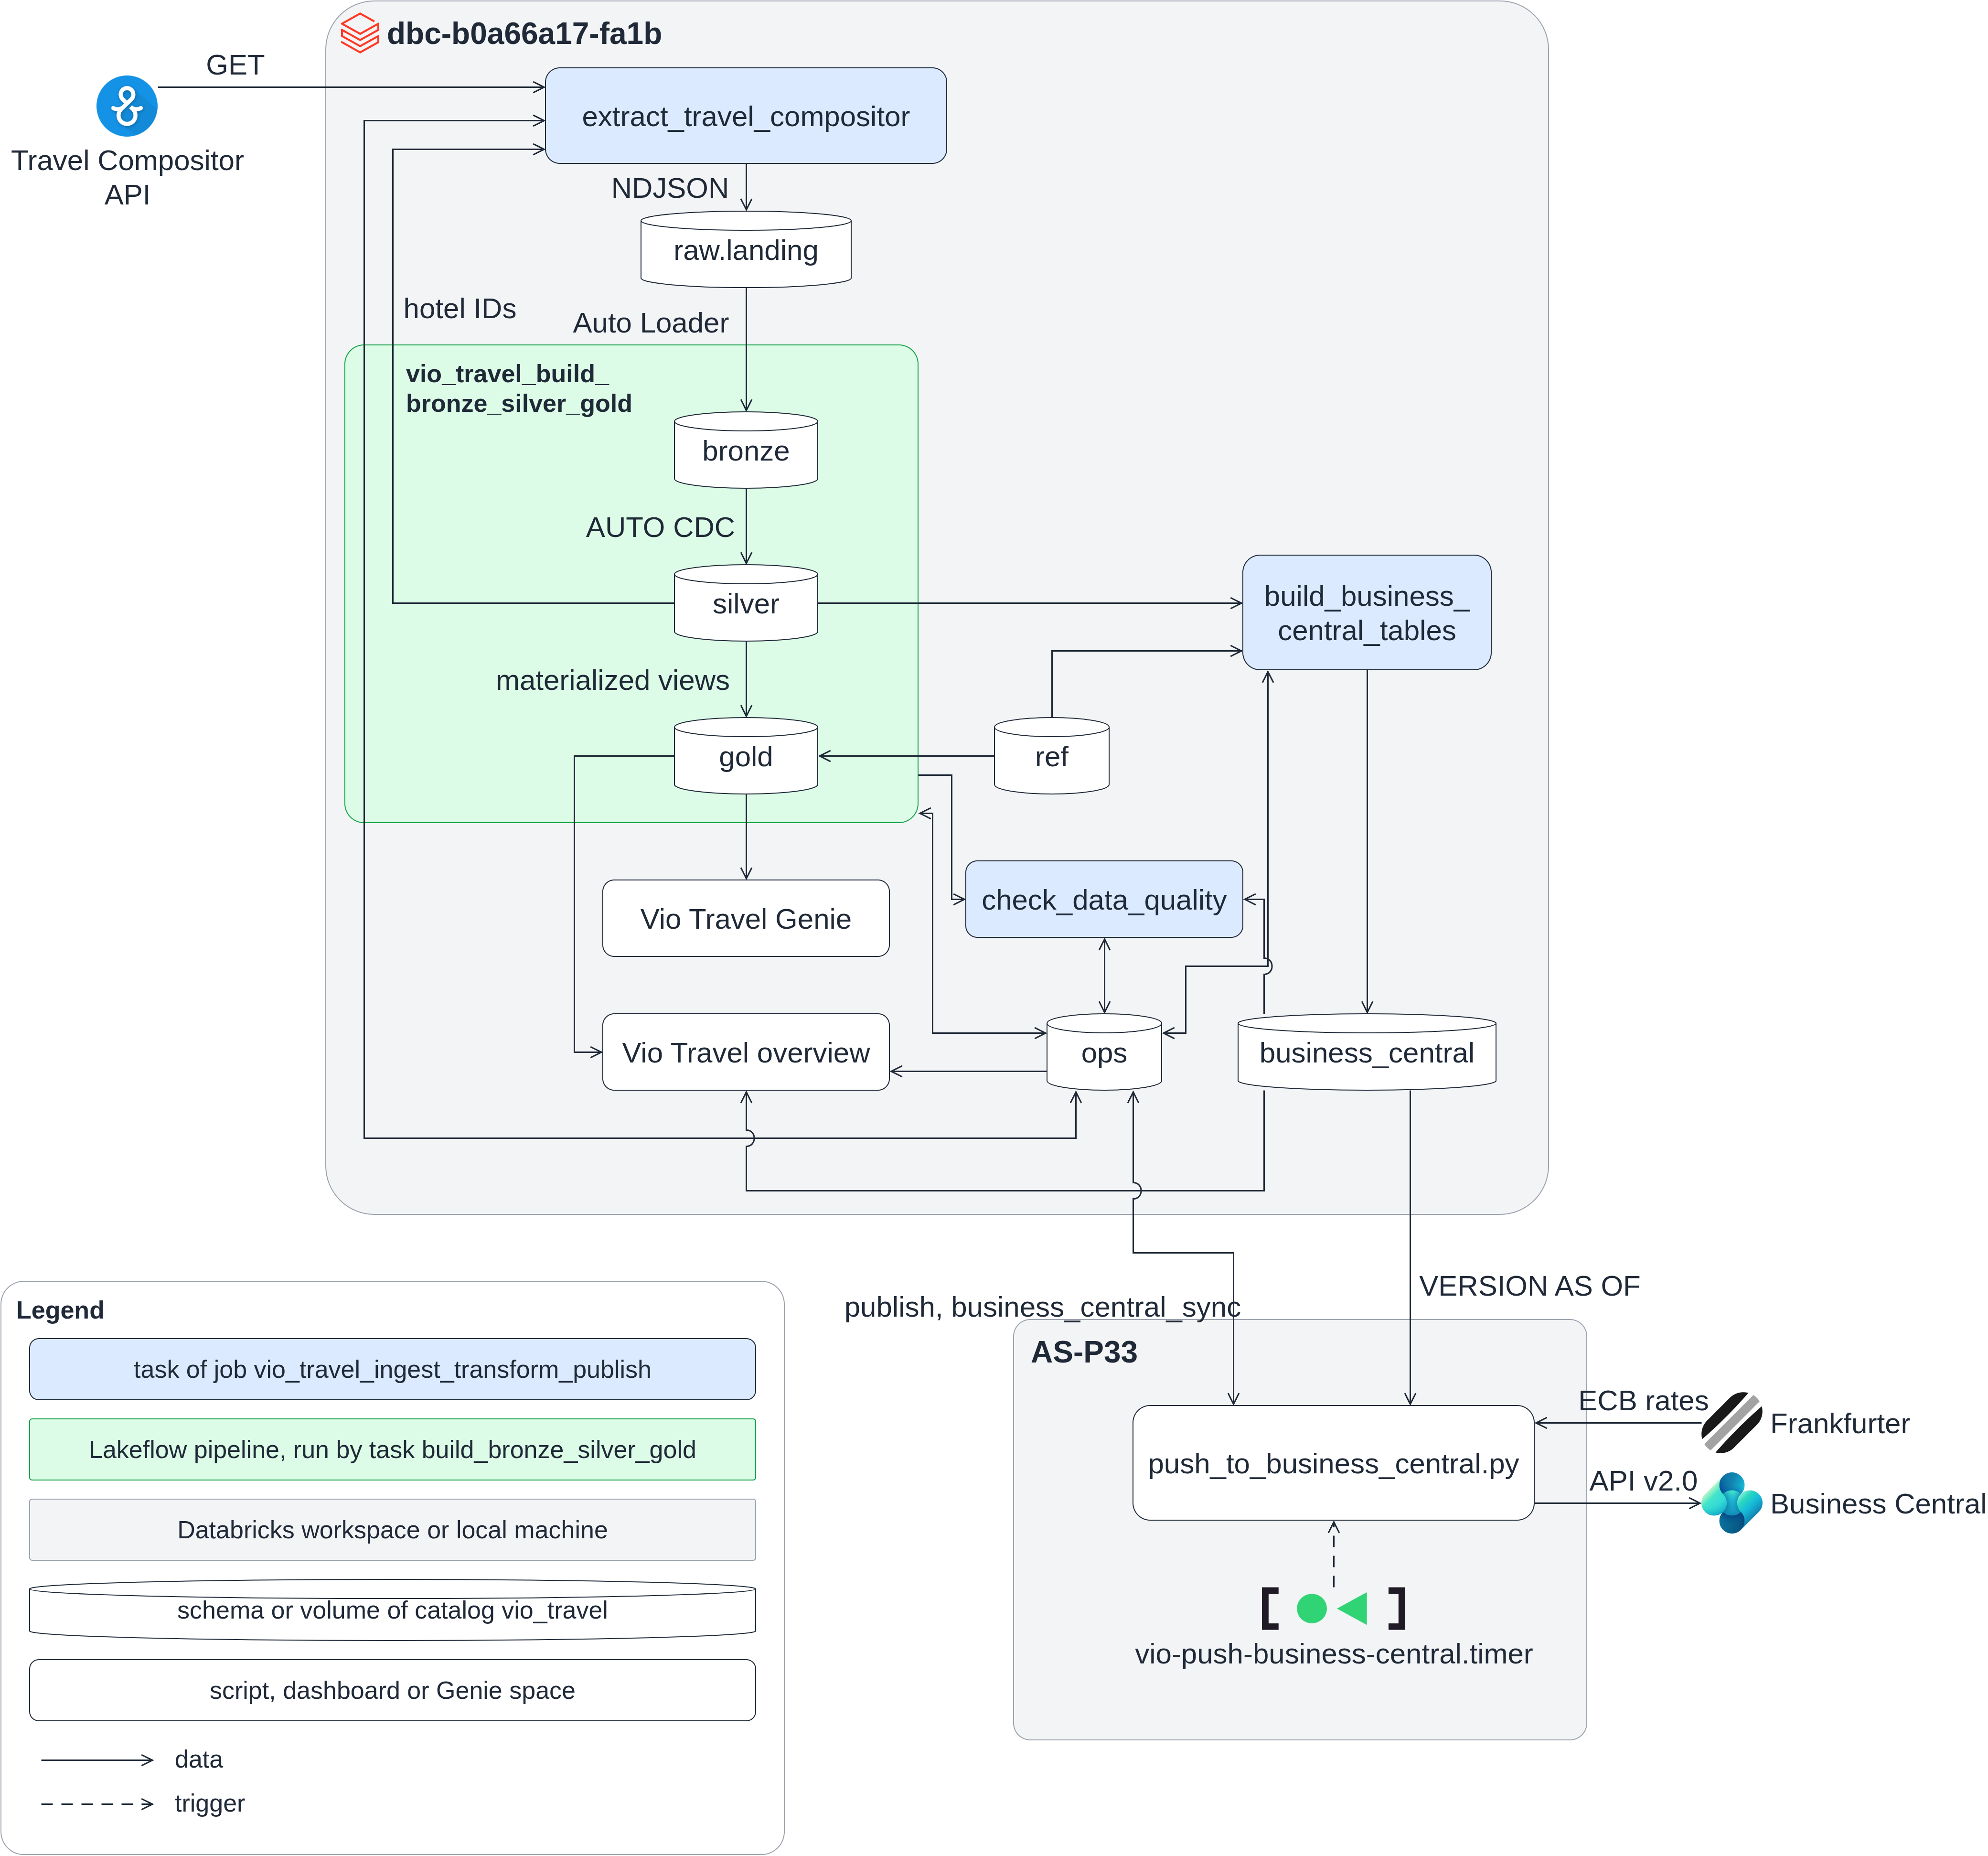 dbc-b0a66a17-fa1b
GET
Travel Compositor
API
extract_travel_compositor
NDJSON
raw.landing
hotel IDs
Auto Loader
vio_travel_build_
bronze_silver_gold
bronze
AUTO CDC
silver
build_business_
central_tables
materialized views
gold
ref
check_data_quality
Vio Travel Genie
Vio Travel overview
ops
business_central
VERSION AS OF
publish, business_central_sync
AS-P33
push_to_business_central.py
ECB rates
Frankfurter
API v2.0
Business Central
vio-push-business-central.timer
Legend
task of job vio_travel_ingest_transform_publish
Lakeflow pipeline, run by task build_bronze_silver_gold
Databricks workspace or local machine
schema or volume of catalog vio_travel
script, dashboard or Genie space
data
trigger